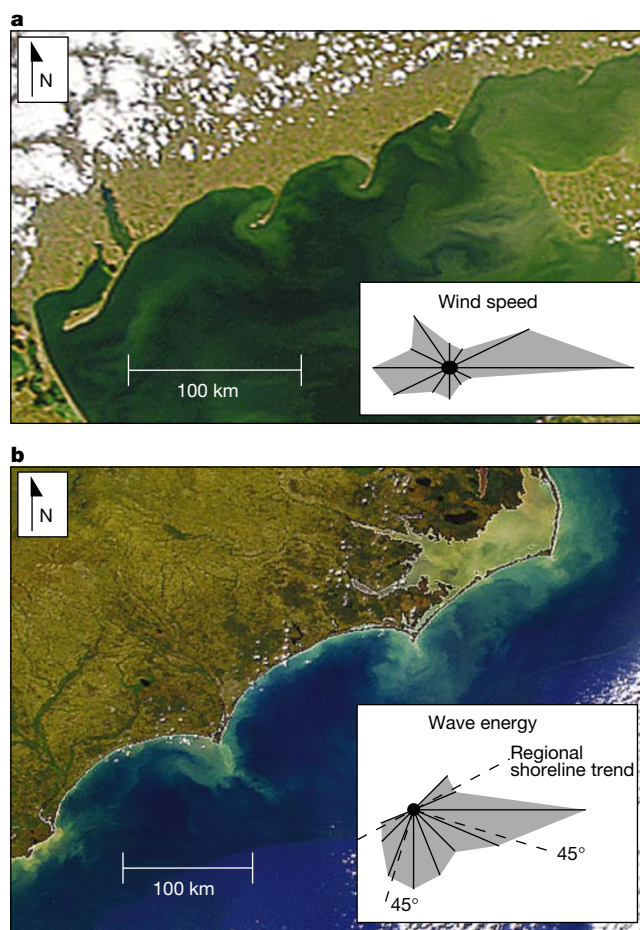 a
N
100 km
Wind speed
b
N
100 km
Wave energy
Regional
shoreline trend
45°
45°